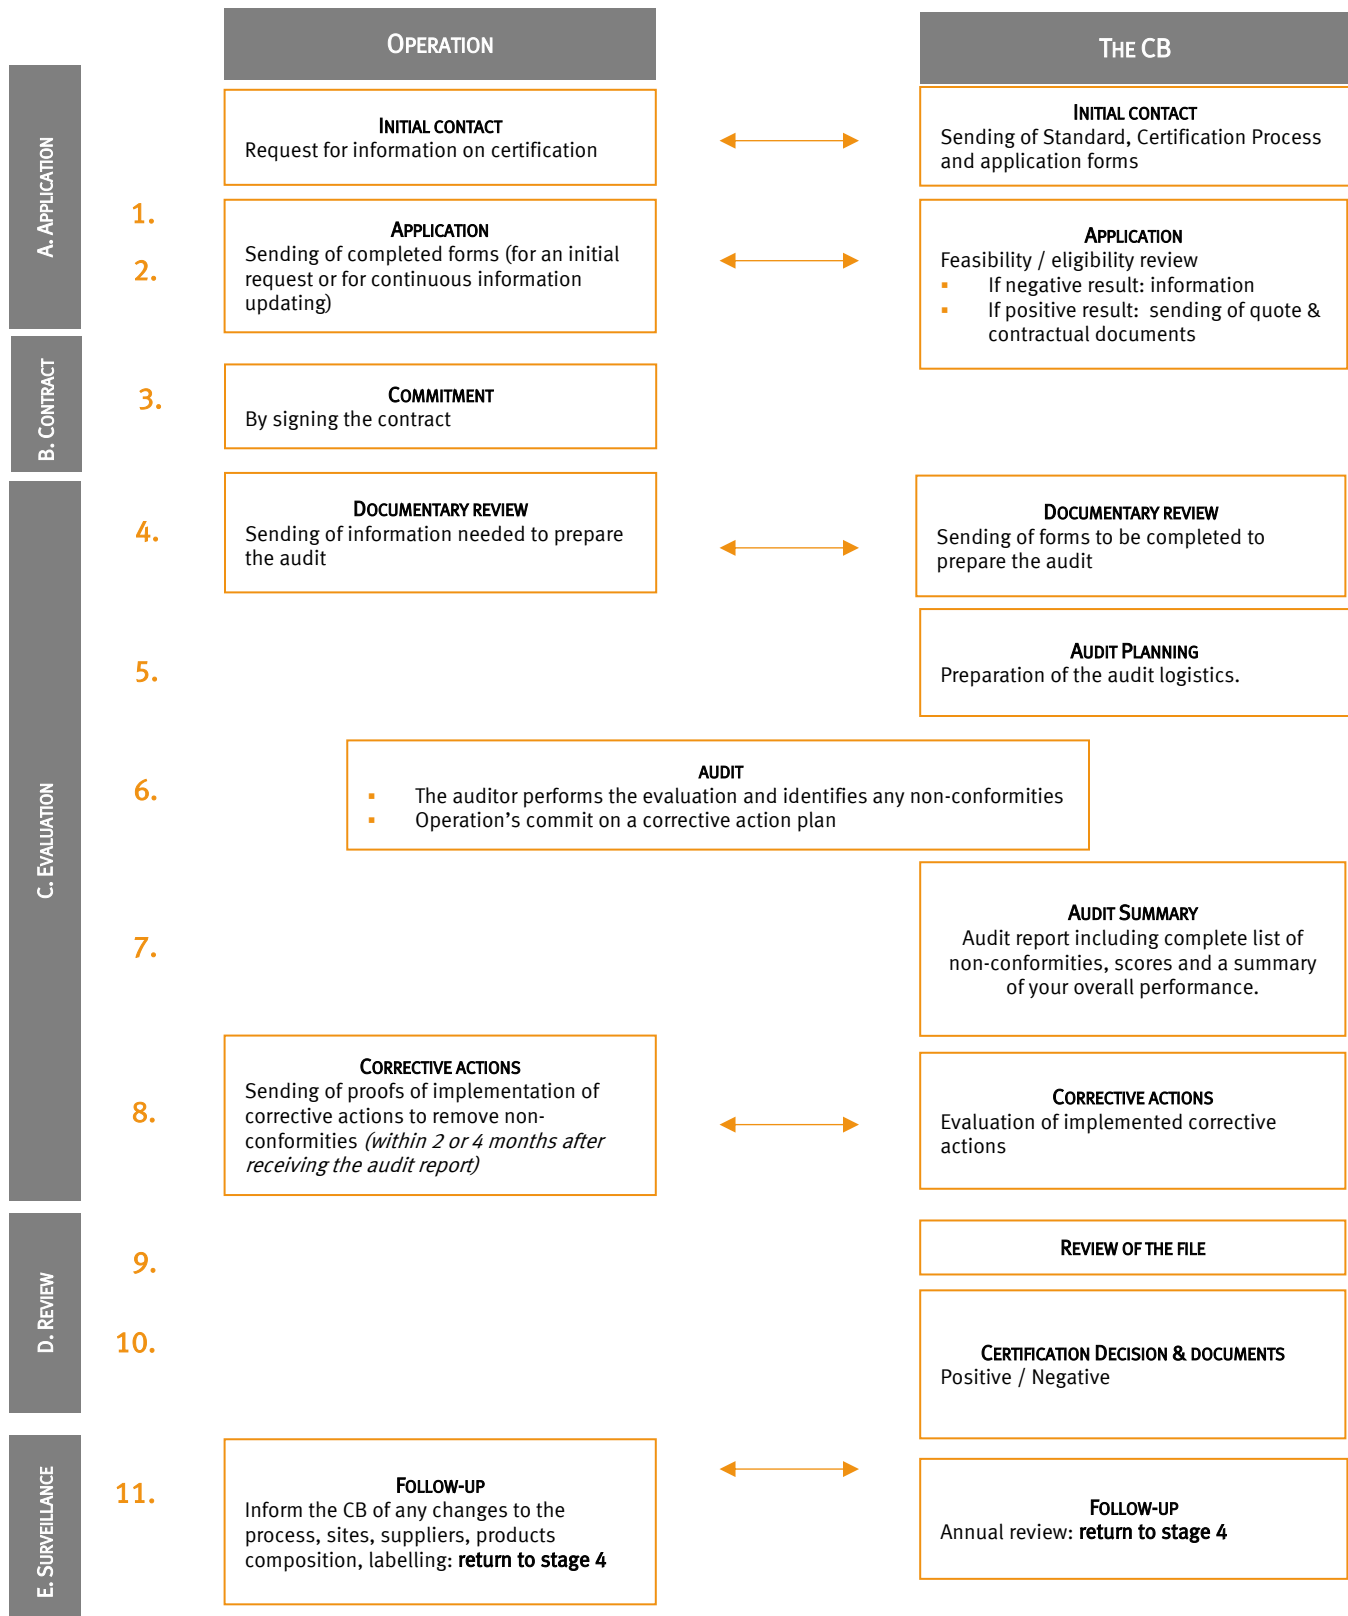 OPERATION
THE CB
A. APPLICATION
INITIAL CONTACT
Request for information on certification
INITIAL CONTACT
Sending of Standard, Certification Process
and application forms
1.
2.
APPLICATION
Sending of completed forms (for an initial
request or for continuous information
updating)
APPLICATION
Feasibility / eligibility review
▪ If negative result: information
▪ If positive result: sending of quote &
contractual documents
B. CONTRACT
3.
COMMITMENT
By signing the contract
C. EVALUATION
4.
DOCUMENTARY REVIEW
Sending of information needed to prepare
the audit
DOCUMENTARY REVIEW
Sending of forms to be completed to
prepare the audit
5.
AUDIT PLANNING
Preparation of the audit logistics.
6.
AUDIT
▪ The auditor performs the evaluation and identifies any non-conformities
▪ Operation’s commit on a corrective action plan
7.
AUDIT SUMMARY
Audit report including complete list of
non-conformities, scores and a summary
of your overall performance.
8.
CORRECTIVE ACTIONS
Sending of proofs of implementation of
corrective actions to remove non-
conformities (within 2 or 4 months after
receiving the audit report)
CORRECTIVE ACTIONS
Evaluation of implemented corrective
actions
D. REVIEW
9.
REVIEW OF THE FILE
10.
CERTIFICATION DECISION & DOCUMENTS
Positive / Negative
E. SURVEILLANCE
11.
FOLLOW-UP
Inform the CB of any changes to the
process, sites, suppliers, products
composition, labelling: return to stage 4
FOLLOW-UP
Annual review: return to stage 4